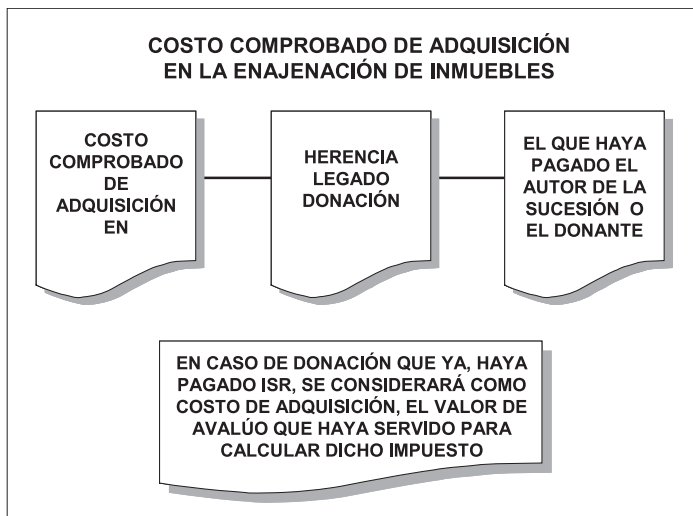 COSTO COMPROBADO DE ADQUISICIÓN
EN LA ENAJENACIÓN DE INMUEBLES
COSTO
COMPROBADO
DE
ADQUISICIÓN
EN
HERENCIA
LEGADO
DONACIÓN
EL QUE HAYA
PAGADO EL
AUTOR DE LA
SUCESIÓN O
EL DONANTE
EN CASO DE DONACIÓN QUE YA, HAYA
PAGADO ISR, SE CONSIDERARÁ COMO
COSTO DE ADQUISICIÓN, EL VALOR DE
AVALÚO QUE HAYA SERVIDO PARA
CALCULAR DICHO IMPUESTO